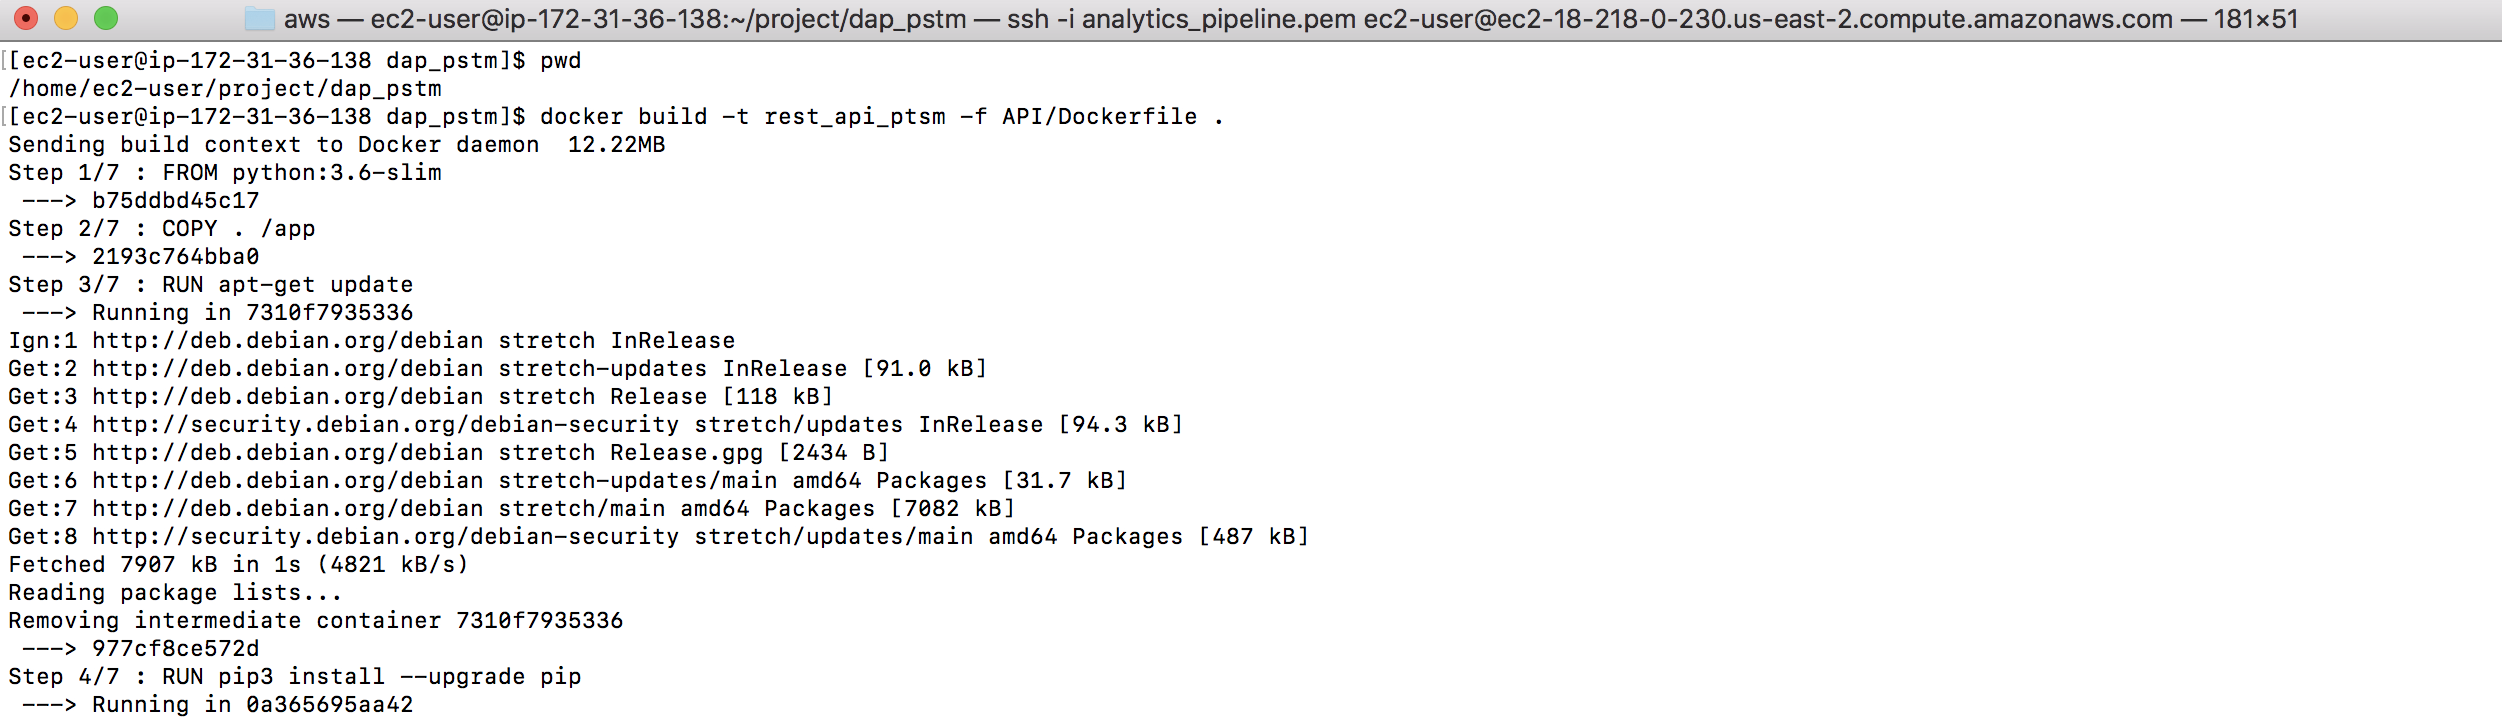 aws — ec2-user@ip-172-31-36-138:~/project/dap_pstm — ssh -i analytics_pipeline.pem ec2-user@ec2-18-218-0-230.us-east-2.compute.amazonaws.com — 181×51
[[ec2-user@ip-172-31-36-138 dap_pstm]$ pwd
/home/ec2-user/project/dap_pstm
[[ec2-user@ip-172-31-36-138 dap_pstm]$ docker build -t rest_api_ptsm -f API/Dockerfile .
Sending build context to Docker daemon  12.22MB
Step 1/7 : FROM python:3.6-slim
 ---> b75ddbd45c17
Step 2/7 : COPY . /app
 ---> 2193c764bba0
Step 3/7 : RUN apt-get update
 ---> Running in 7310f7935336
Ign:1 http://deb.debian.org/debian stretch InRelease
Get:2 http://deb.debian.org/debian stretch-updates InRelease [91.0 kB]
Get:3 http://deb.debian.org/debian stretch Release [118 kB]
Get:4 http://security.debian.org/debian-security stretch/updates InRelease [94.3 kB]
Get:5 http://deb.debian.org/debian stretch Release.gpg [2434 B]
Get:6 http://deb.debian.org/debian stretch-updates/main amd64 Packages [31.7 kB]
Get:7 http://deb.debian.org/debian stretch/main amd64 Packages [7082 kB]
Get:8 http://security.debian.org/debian-security stretch/updates/main amd64 Packages [487 kB]
Fetched 7907 kB in 1s (4821 kB/s)
Reading package lists...
Removing intermediate container 7310f7935336
 ---> 977cf8ce572d
Step 4/7 : RUN pip3 install --upgrade pip
 ---> Running in 0a365695aa42